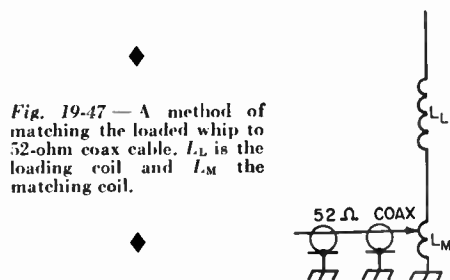 Fig. 19-47 — A method of
matching the loaded whip to
52-ohm coax cable. LL is the
loading coil and LM the
matching coil.
LL
52 Ω COAX
LM